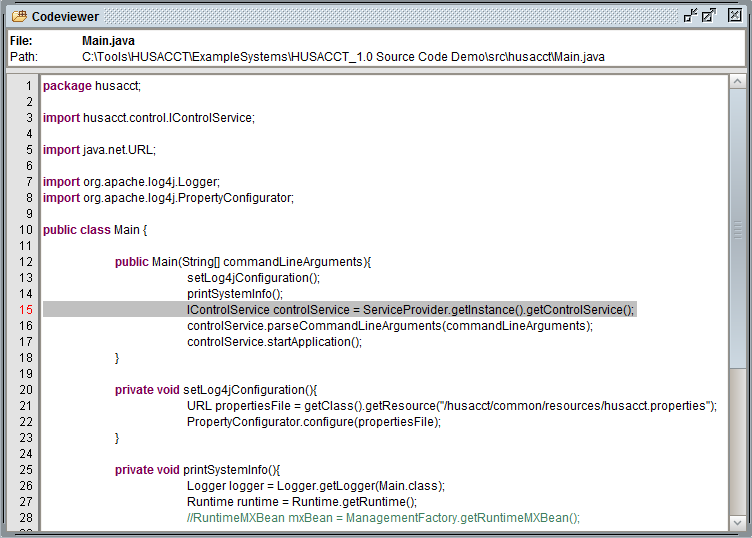 Codeviewer
File: Main.java
Path: C:\Tools\HUSACCT\ExampleSystems\HUSACCT_1.0 Source Code Demo\src\husacct\Main.java
1 package husacct;
2
3 import husacct.control.IControlService;
4
5 import java.net.URL;
6
7 import org.apache.log4j.Logger;
8 import org.apache.log4j.PropertyConfigurator;
9
10 public class Main {
11
12 public Main(String[] commandLineArguments){
13 setLog4jConfiguration();
14 printSystemInfo();
15 IControlService controlService = ServiceProvider.getInstance().getControlService();
16 controlService.parseCommandLineArguments(commandLineArguments);
17 controlService.startApplication();
18 }
19
20 private void setLog4jConfiguration(){
21 URL propertiesFile = getClass().getResource("/husacct/common/resources/husacct.properties");
22 PropertyConfigurator.configure(propertiesFile);
23 }
24
25 private void printSystemInfo(){
26 Logger logger = Logger.getLogger(Main.class);
27 Runtime runtime = Runtime.getRuntime();
28 //RuntimeMXBean mxBean = ManagementFactory.getRuntimeMXBean();